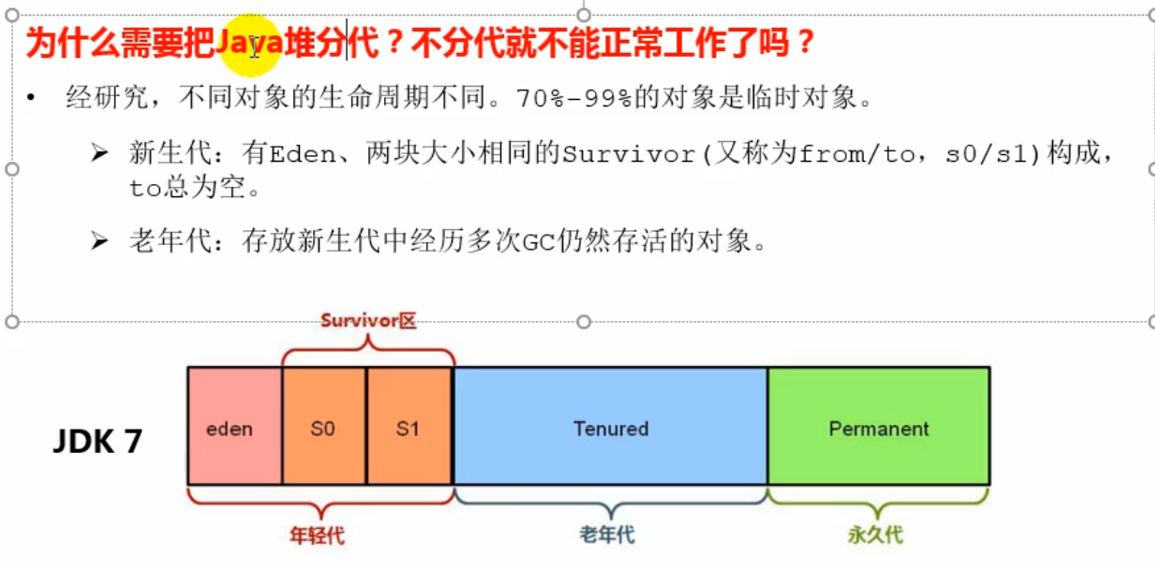 为什么需要把Java堆分代？不分代就不能正常工作了吗？
• 经研究，不同对象的生命周期不同。70%-99%的对象是临时对象。
➢ 新生代：有Eden、两块大小相同的Survivor(又称为from/to，s0/s1)构成，
to总为空。
➢ 老年代：存放新生代中经历多次GC仍然存活的对象。
Survivor区
JDK 7
eden
S0
S1
Tenured
Permanent
年轻代
老年代
永久代